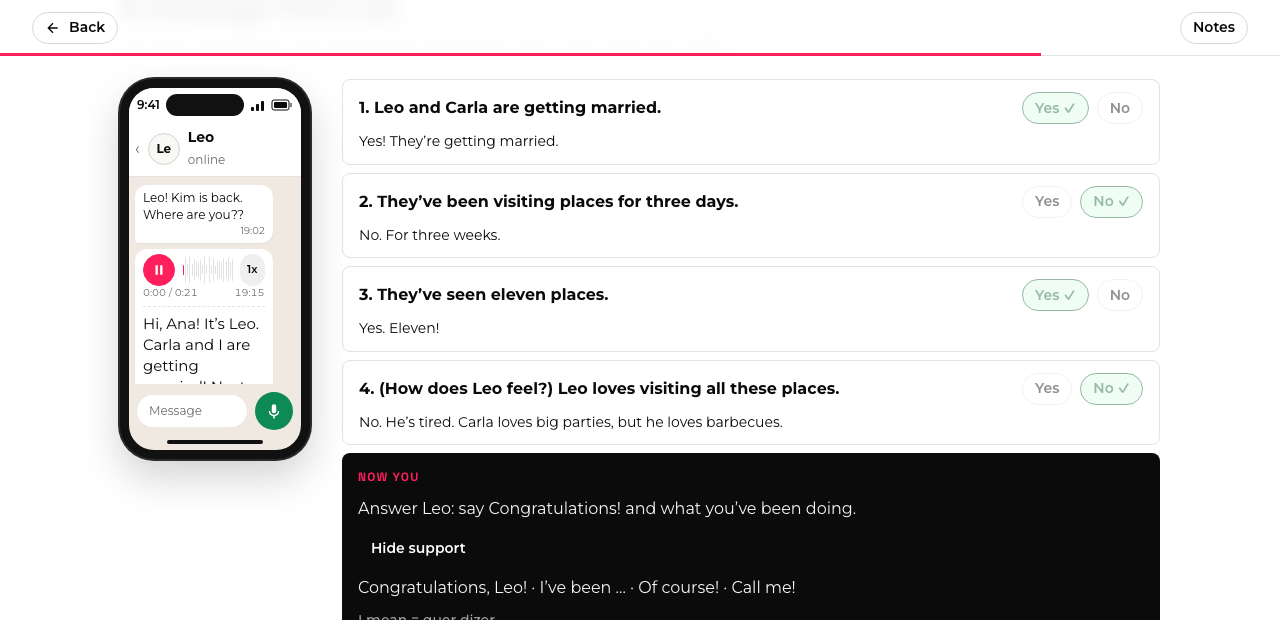 Back
Notes
9:41
Le
Leo
online
Leo! Kim is back.
Where are you??
19:02
1x
0:00 / 0:21
19:15
Hi, Ana! It’s Leo.
Carla and I are
getting
Message
1. Leo and Carla are getting married.
Yes ✓
No
Yes! They’re getting married.
2. They’ve been visiting places for three days.
Yes
No ✓
No. For three weeks.
3. They’ve seen eleven places.
Yes ✓
No
Yes. Eleven!
4. (How does Leo feel?) Leo loves visiting all these places.
Yes
No ✓
No. He’s tired. Carla loves big parties, but he loves barbecues.
NOW YOU
Answer Leo: say Congratulations! and what you’ve been doing.
Hide support
Congratulations, Leo! · I’ve been … · Of course! · Call me!
I mean = quer dizer